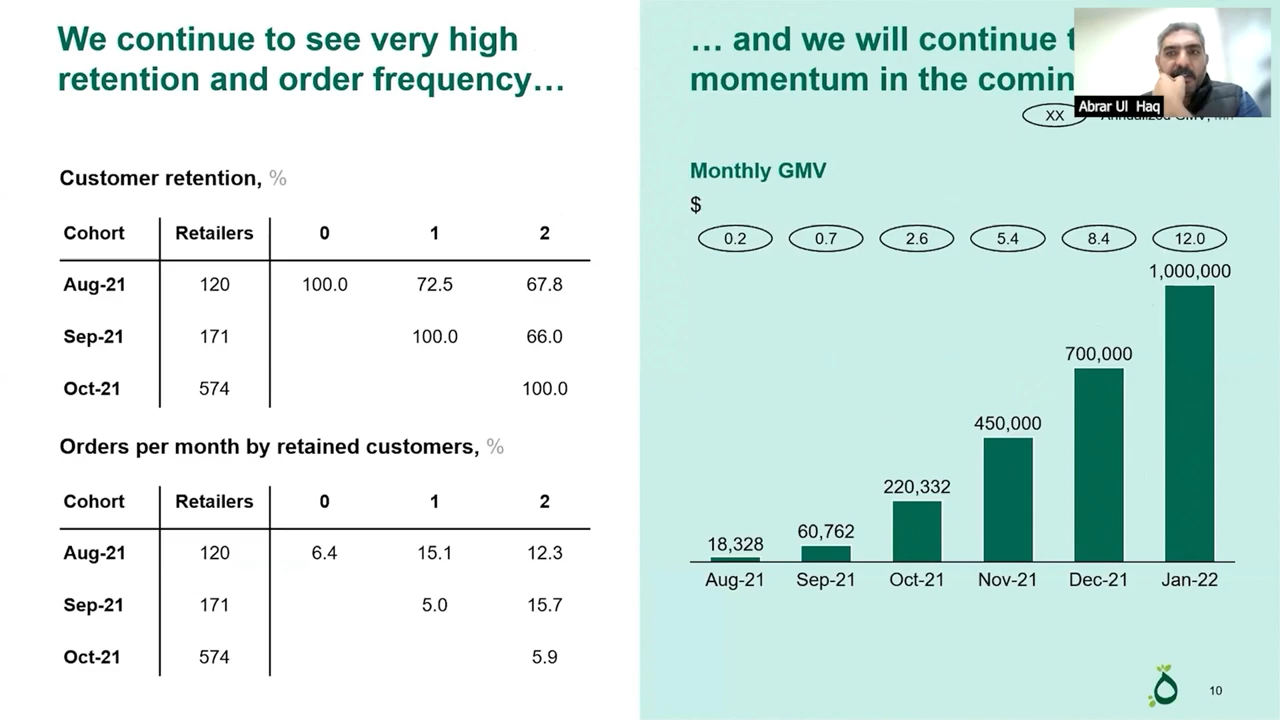 We continue to see very high
retention and order frequency…
Customer retention, %
Cohort Retailers 0 1 2
Aug-21 120 100.0 72.5 67.8
Sep-21 171 100.0 66.0
Oct-21 574 100.0
Orders per month by retained customers, %
Cohort Retailers 0 1 2
Aug-21 120 6.4 15.1 12.3
Sep-21 171 5.0 15.7
Oct-21 574 5.9
… and we will continue
momentum in the
Abrar Ul Haq
XX Annualized GMV,
Monthly GMV
$
0.2 0.7 2.6 5.4 8.4 12.0
18,328 60,762 220,332 450,000 700,000 1,000,000
Aug-21 Sep-21 Oct-21 Nov-21 Dec-21 Jan-22
10